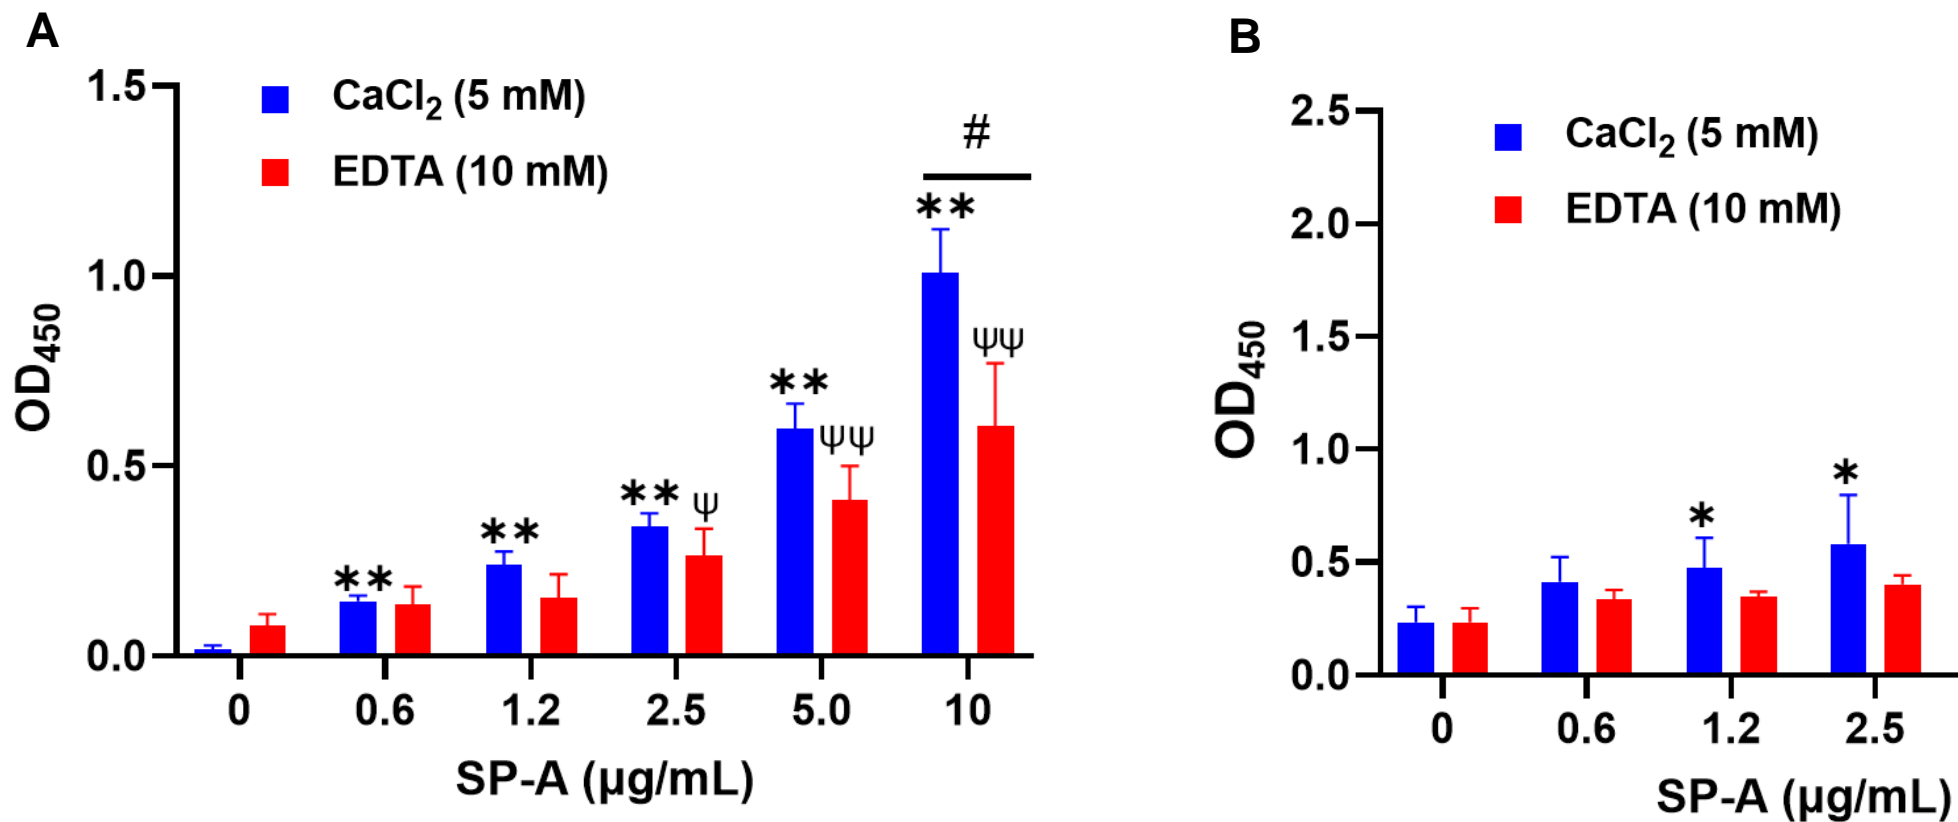 A
1.5
1.0
0.5
0.0
OD450
CaCl2 (5 mM)
EDTA (10 mM)
#
**
ψψ
**
ψψ
**
ψ
**
**
0
0.6
1.2
2.5
5.0
10
SP-A (μg/mL)
B
2.5
2.0
1.5
1.0
0.5
0.0
OD450
CaCl2 (5 mM)
EDTA (10 mM)
*
*
0
0.6
1.2
2.5
SP-A (μg/mL)